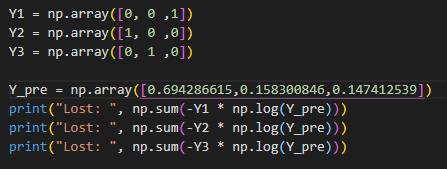 Y1 = np.array([0, 0 ,1])
Y2 = np.array([1, 0 ,0])
Y3 = np.array([0, 1 ,0])
Y_pre = np.array([0.694286615,0.158300846,0.147412539])
print("Lost: ", np.sum(-Y1 * np.log(Y_pre)))
print("Lost: ", np.sum(-Y2 * np.log(Y_pre)))
print("Lost: ", np.sum(-Y3 * np.log(Y_pre)))